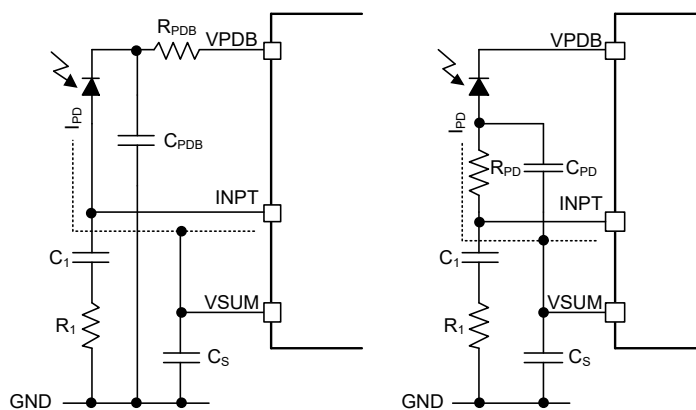 RPDB
VPDB
IPD
CPDB
INPT
C1
R1
VSUM
CS
GND
VPDB
IPD
RPD
CPD
INPT
C1
R1
VSUM
CS
GND